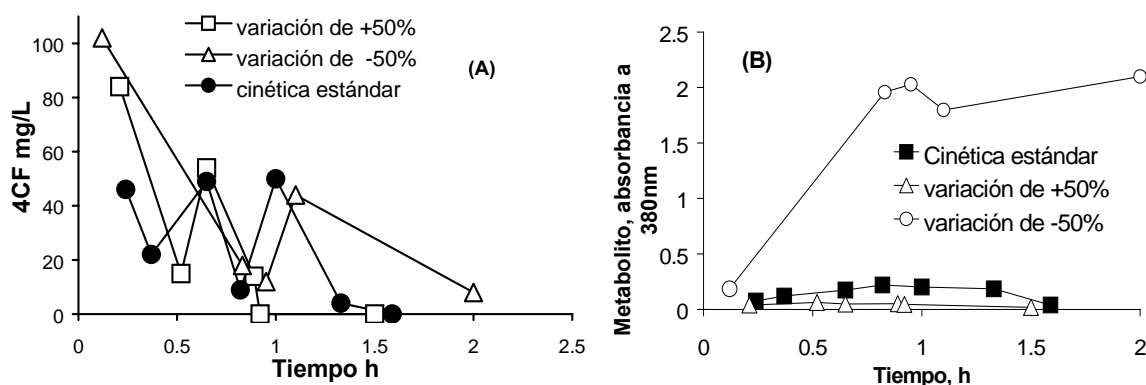 variación de +50%
variación de -50%
cinética estándar
(A)
4CF mg/L
100
80
60
40
20
0
0
0.5
1
1.5
2
2.5
Tiempo h
(B)
Metabolito, absorbancia a
380nm
2.5
2
1.5
1
0.5
0
Cinética estándar
variación de +50%
variación de -50%
0
0.5
1
1.5
2
Tiempo, h